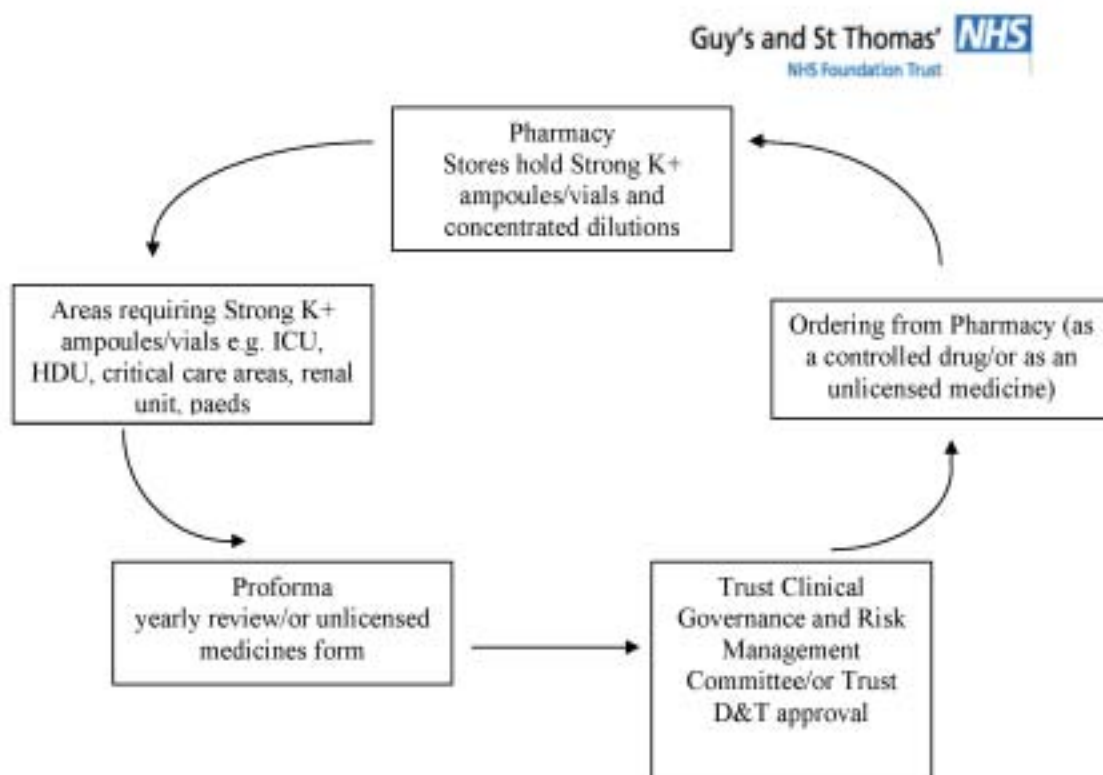 Guy's and St Thomas' NHS
NHS Foundation Trust
Pharmacy
Stores hold Strong K+
ampoules/vials and
concentrated dilutions
Areas requiring Strong K+
ampoules/vials e.g. ICU,
HDU, critical care areas, renal
unit, paeds
Ordering from Pharmacy (as
a controlled drug/or as an
unlicensed medicine)
Proforma
yearly review/or unlicensed
medicines form
Trust Clinical
Governance and Risk
Management
Committee/or Trust
D&T approval